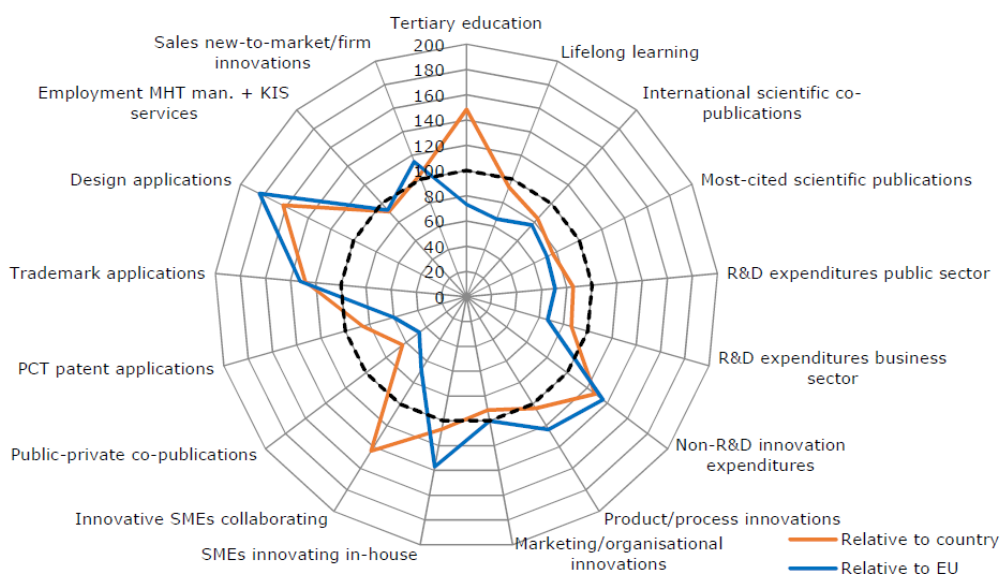 Tertiary education
Sales new-to-market/firm
innovations
Lifelong learning
Employment MHT man. + KIS
services
International scientific co-
publications
Design applications
Most-cited scientific publications
Trademark applications
R&D expenditures public sector
PCT patent applications
R&D expenditures business
sector
Public-private co-publications
Non-R&D innovation
expenditures
Innovative SMEs collaborating
Product/process innovations
SMEs innovating in-house
Marketing/organisational
innovations
200
180
160
140
120
100
80
60
40
20
0
Relative to country
Relative to EU